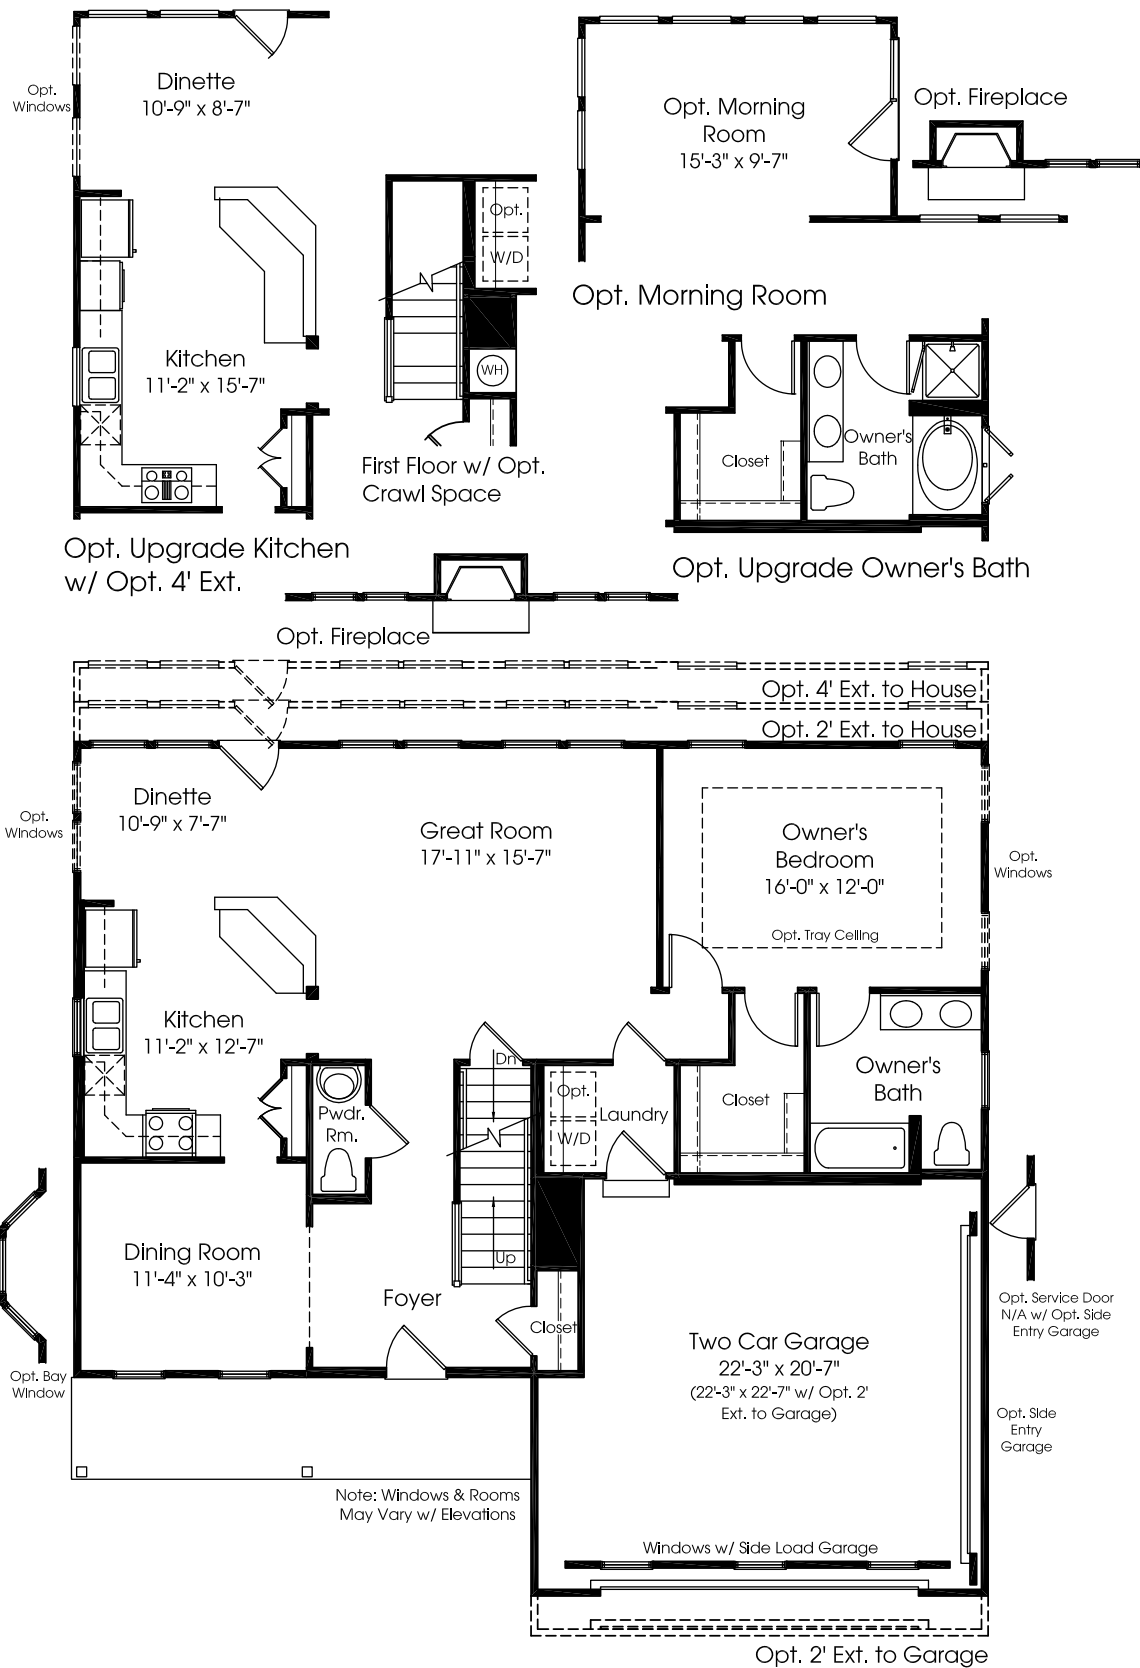 Dinette
10'-9" x 8'-7"
Opt.
Windows
Kitchen
11'-2" x 15'-7"
Opt. Upgrade Kitchen
w/ Opt. 4' Ext.
Opt.
W/D
WH
First Floor w/ Opt.
Crawl Space
Opt. Morning
Room
15'-3" x 9'-7"
Opt. Morning Room
Opt. Fireplace
Closet
Owner's
Bath
Opt. Upgrade Owner's Bath
Opt. Fireplace
Opt. 4' Ext. to House
Opt. 2' Ext. to House
Dinette
10'-9" x 7'-7"
Opt.
Windows
Great Room
17'-11" x 15'-7"
Owner's
Bedroom
16'-0" x 12'-0"
Opt. Tray Ceiling
Opt.
Windows
Kitchen
11'-2" x 12'-7"
Pwdr.
Rm.
Dn
Up
Opt.
W/D
Laundry
Closet
Owner's
Bath
Dining Room
11'-4" x 10'-3"
Foyer
Closet
Opt. Bay
Window
Two Car Garage
22'-3" x 20'-7"
(22'-3" x 22'-7" w/ Opt. 2'
Ext. to Garage)
Opt. Service Door
N/A w/ Opt. Side
Entry Garage
Opt. Side
Entry
Garage
Note: Windows & Rooms
May Vary w/ Elevations
Windows w/ Side Load Garage
Opt. 2' Ext. to Garage